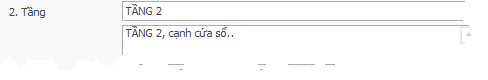 2. Tầng
TẦNG 2
TẦNG 2, cạnh cửa sổ..